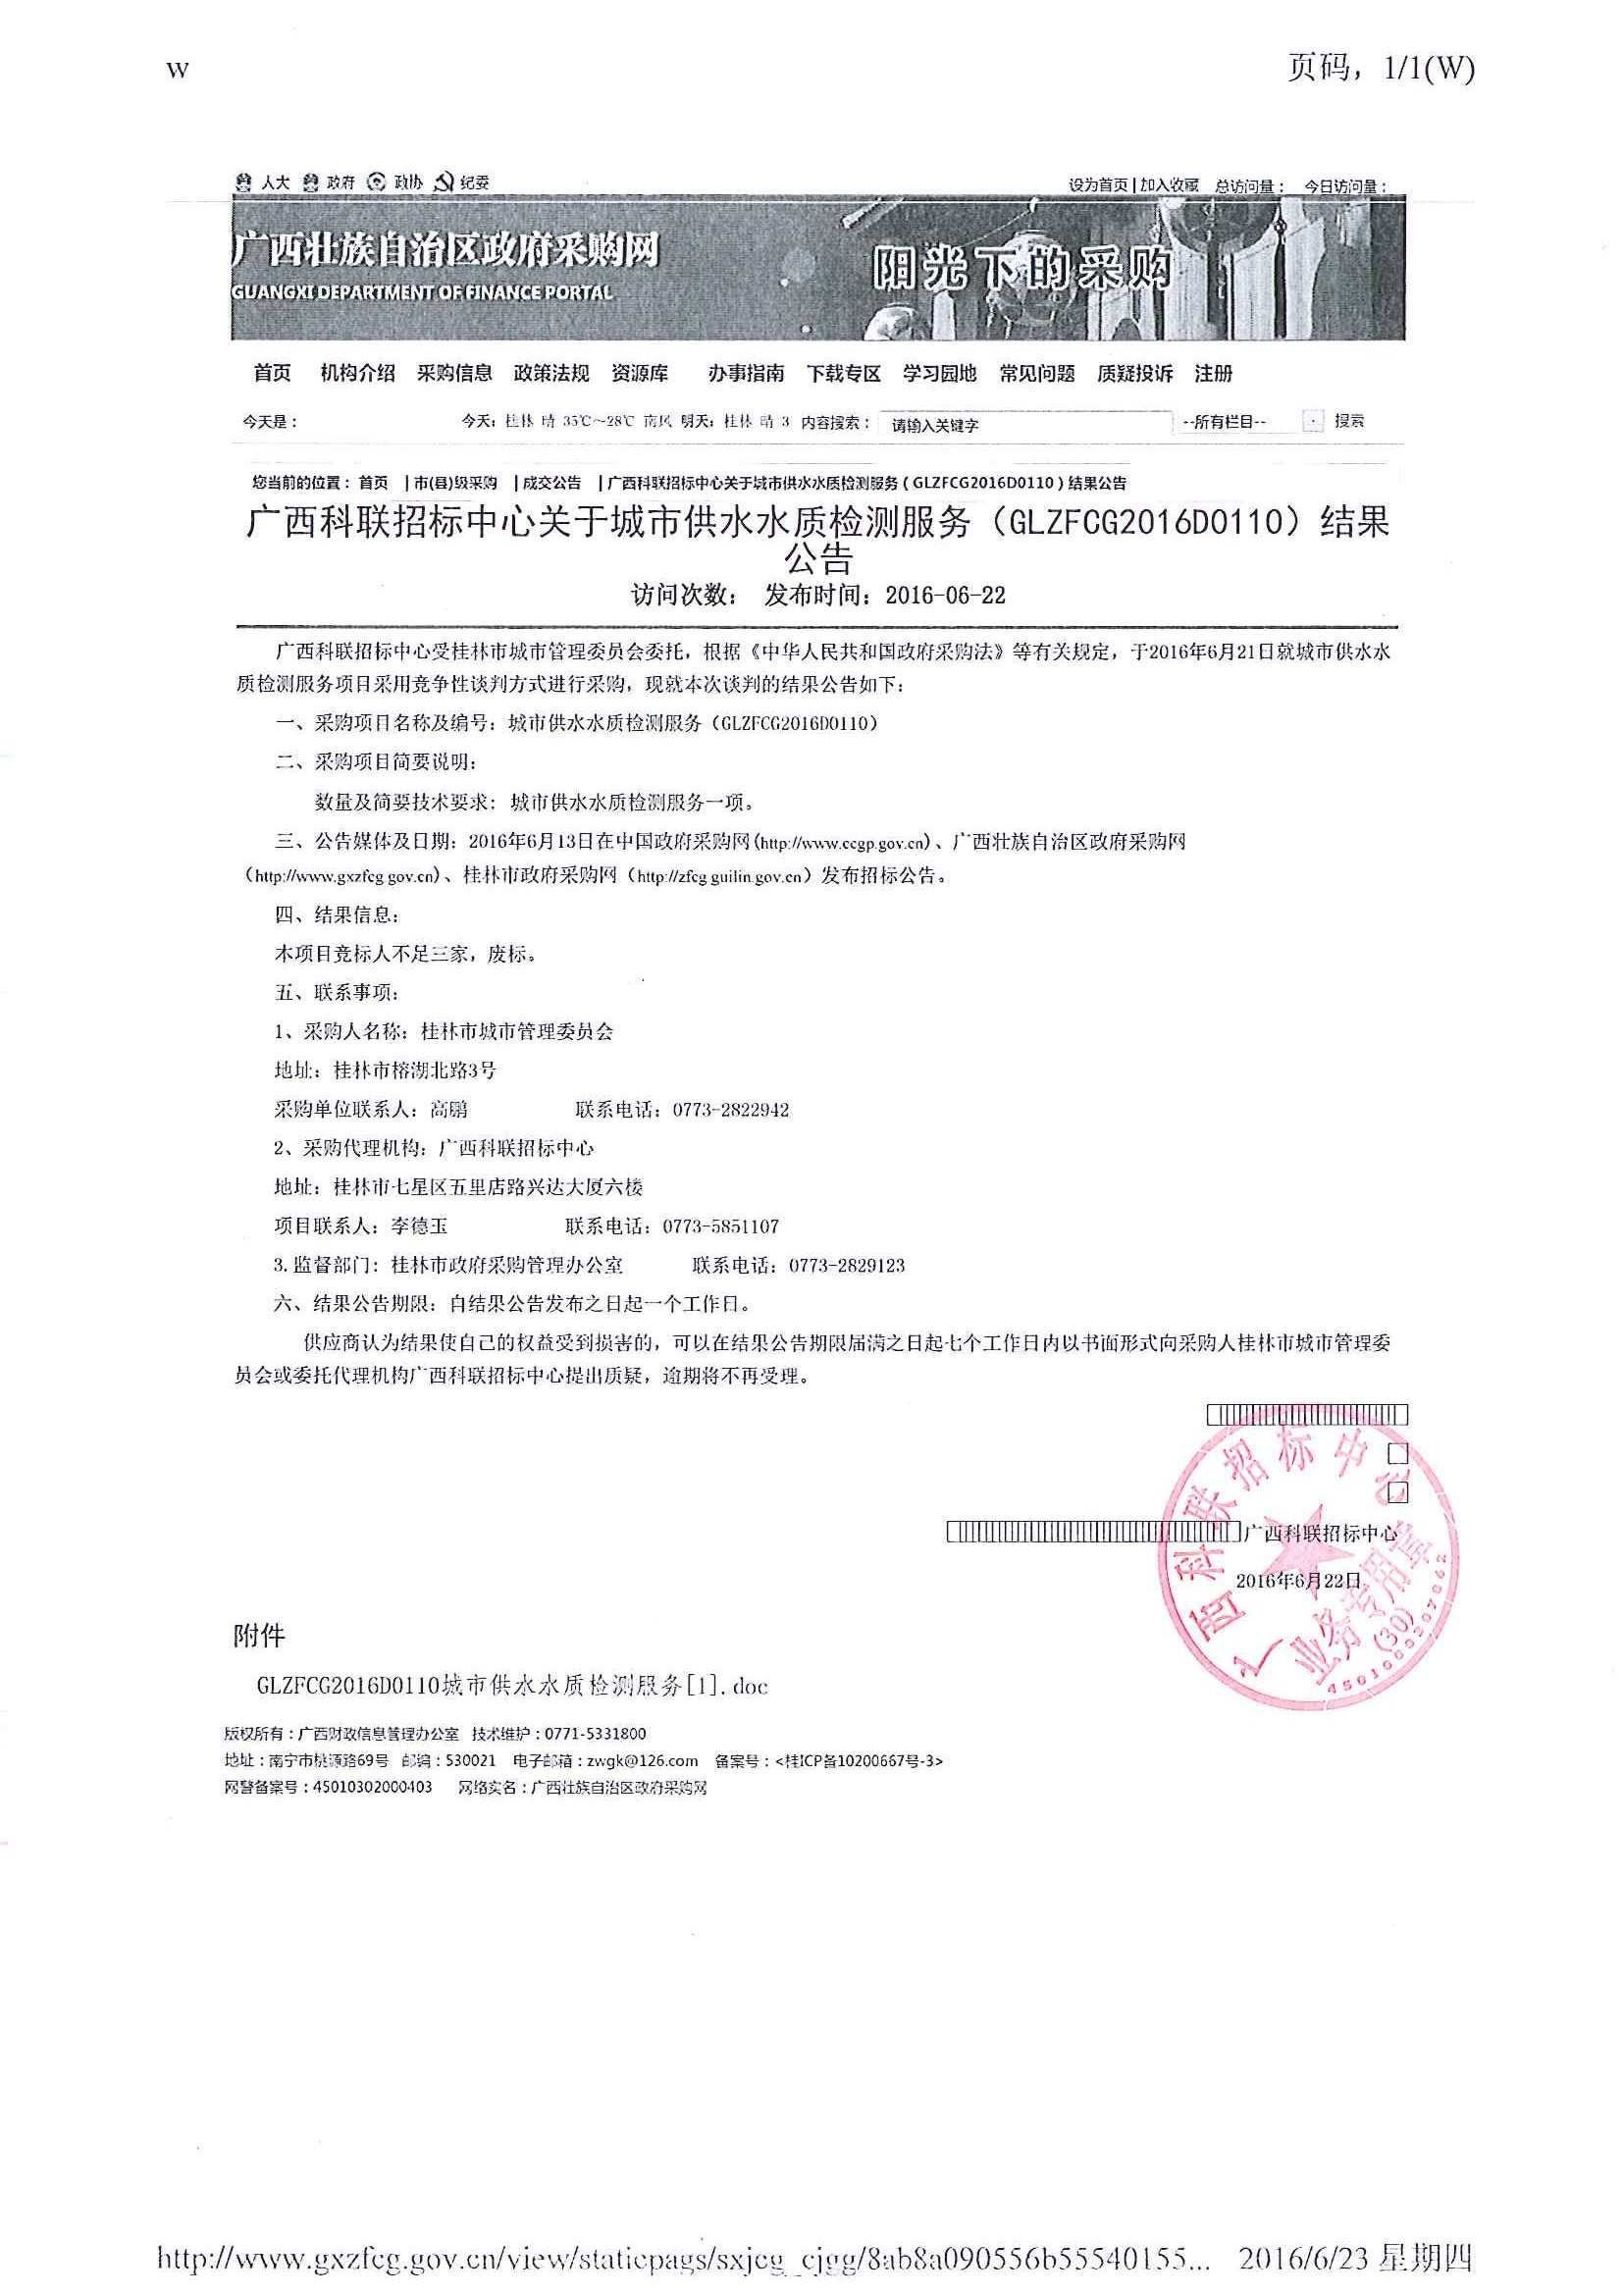 W
页码，1/1(W)
人大 政府 政协 纪委
设为首页 | 加入收藏 总访问量： 今日访问量：
广西壮族自治区政府采购网
GUANGXI DEPARTMENT OF FINANCE PORTAL
阳光下的采购
首页 机构介绍 采购信息 政策法规 资源库 办事指南 下载专区 学习园地 常见问题 质疑投诉 注册
今天是： 今天：桂林 晴 35℃～28℃ 南风 明天：桂林 晴 3 内容搜索： 请输入关键字 --所有栏目-- 搜索
您当前的位置：首页 |市(县)级采购 |成交公告 |广西科联招标中心关于城市供水水质检测服务（GLZFCG2016D0110）结果公告
广西科联招标中心关于城市供水水质检测服务（GLZFCG2016D0110）结果
公告
访问次数： 发布时间：2016-06-22
广西科联招标中心受桂林市城市管理委员会委托，根据《中华人民共和国政府采购法》等有关规定，于2016年6月21日就城市供水水
质检测服务项目采用竞争性谈判方式进行采购，现就本次谈判的结果公告如下：
一、采购项目名称及编号：城市供水水质检测服务（GLZFCG2016D0110）
二、采购项目简要说明：
数量及简要技术要求：城市供水水质检测服务一项。
三、公告媒体及日期：2016年6月13日在中国政府采购网(http://www.ccgp.gov.cn)、广西壮族自治区政府采购网
（http://www.gxzfcg.gov.cn)、桂林市政府采购网（http://zfcg.guilin.gov.cn）发布招标公告。
四、结果信息：
本项目竞标人不足三家，废标。
五、联系事项：
1、采购人名称：桂林市城市管理委员会
地址：桂林市榕湖北路3号
采购单位联系人：高鹏 联系电话：0773-2822942
2、采购代理机构：广西科联招标中心
地址：桂林市七星区五里店路兴达大厦六楼
项目联系人：李德玉 联系电话：0773-5851107
3.监督部门：桂林市政府采购管理办公室 联系电话：0773-2829123
六、结果公告期限：自结果公告发布之日起一个工作日。
供应商认为结果使自己的权益受到损害的，可以在结果公告期限届满之日起七个工作日内以书面形式向采购人桂林市城市管理委
员会或委托代理机构广西科联招标中心提出质疑，逾期将不再受理。
广西科联招标中心
2016年6月22日
广西科联招标中心
业务专用章
(30)
4501000307062
附件
GLZFCG2016D0110城市供水水质检测服务[1].doc
版权所有：广西财政信息管理办公室 技术维护：0771-5331800
地址：南宁市桃源路69号 邮编：530021 电子邮箱：zwgk@126.com 备案号：<桂ICP备10200667号-3>
网警备案号：45010302000403 网络实名：广西壮族自治区政府采购网
http://www.gxzfcg.gov.cn/view/staticpags/sxjcg_cjgg/8ab8a090556b55540155... 2016/6/23 星期四